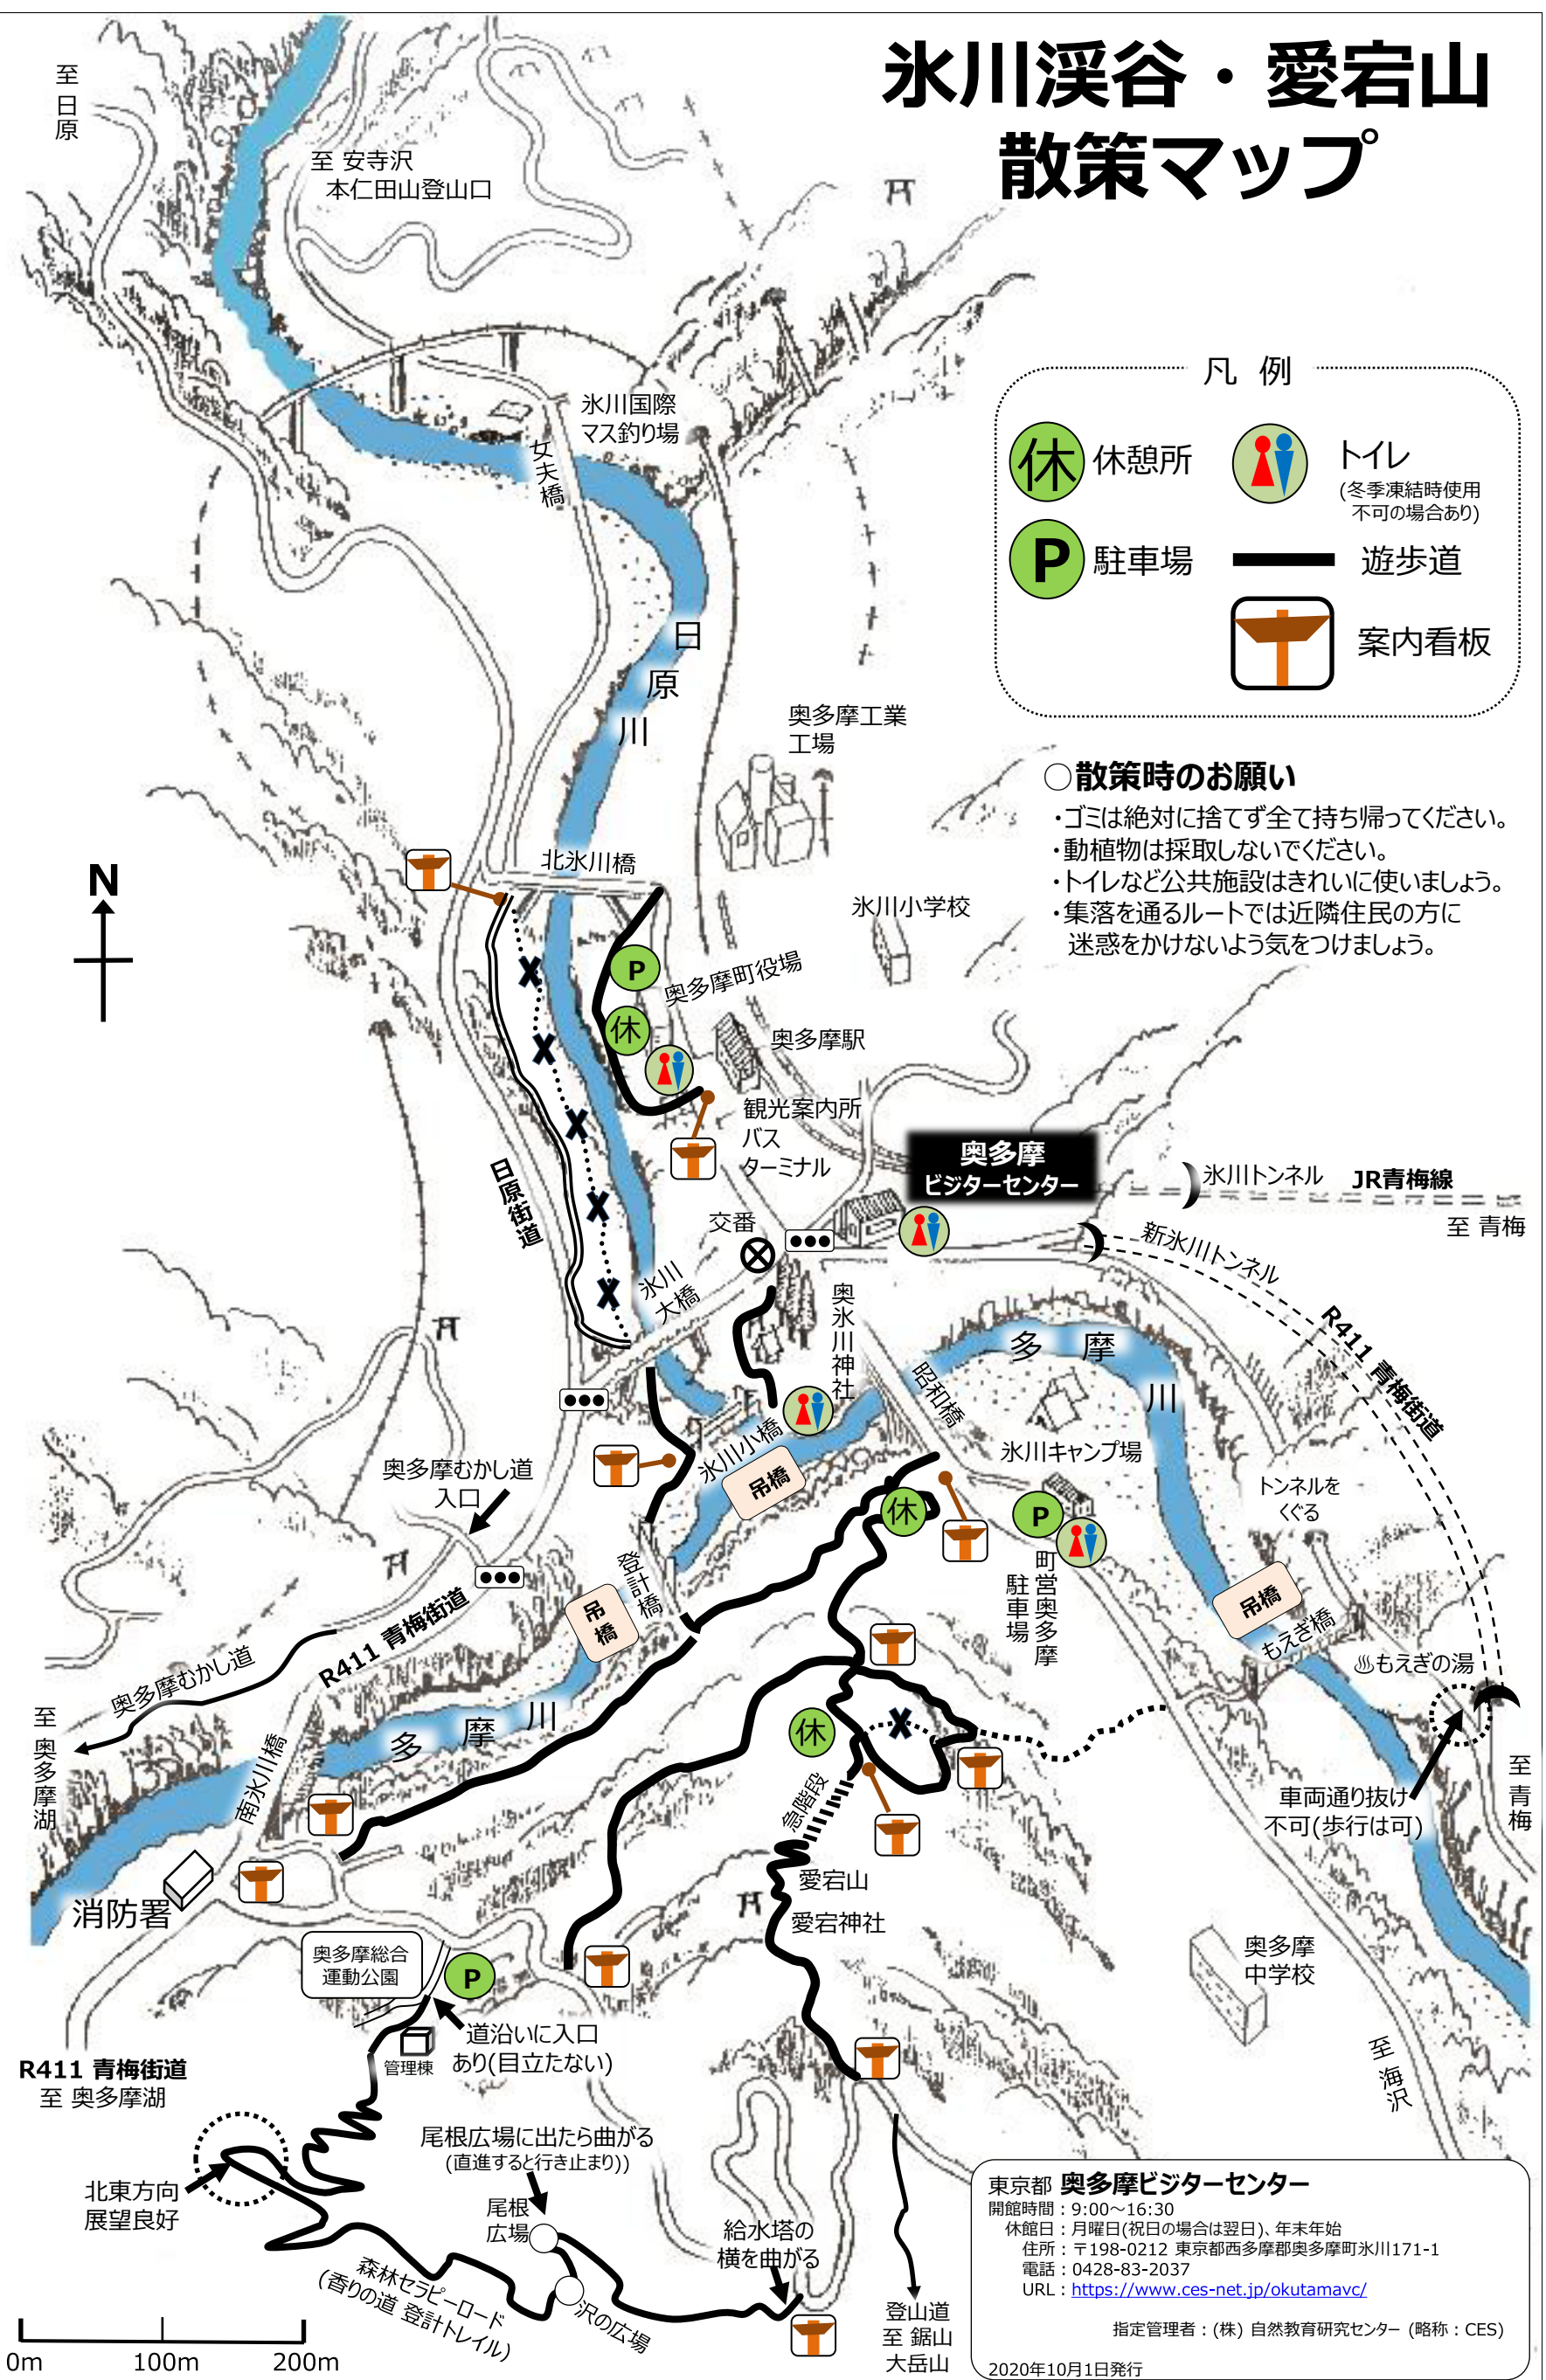 氷川渓谷・愛宕山
散策マップ
至 日原
至 安寺沢
本仁田山登山口
氷川国際
マス釣り場
女夫橋
凡 例
休
休憩所
トイレ
(冬季凍結時使用
不可の場合あり)
P
駐車場
遊歩道
案内看板
日原川
奥多摩工業
工場
○散策時のお願い
・ゴミは絶対に捨てず全て持ち帰ってください。
・動植物は採取しないでください。
・トイレなど公共施設はきれいに使いましょう。
・集落を通るルートでは近隣住民の方に
迷惑をかけないよう気をつけましょう。
N
北氷川橋
氷川小学校
P
奥多摩町役場
休
奥多摩駅
観光案内所
バス
ターミナル
奥多摩
ビジターセンター
氷川トンネル
JR青梅線
至 青梅
日原街道
交番
新氷川トンネル
氷川
大橋
奥氷川神社
R411 青梅街道
多摩川
昭和橋
氷川小橋
吊橋
氷川キャンプ場
奥多摩むかし道
入口
トンネルを
くぐる
休
P
登計橋
吊橋
町営奥多摩
駐車場
吊橋
もえぎ橋
♨もえぎの湯
R411 青梅街道
奥多摩むかし道
至 奥多摩湖
多摩川
南氷川橋
休
急階段
車両通り抜け
不可(歩行は可)
至 青梅
消防署
愛宕山
愛宕神社
奥多摩総合
運動公園
P
奥多摩
中学校
道沿いに入口
あり(目立たない)
管理棟
R411 青梅街道
至 奥多摩湖
至 海沢
尾根広場に出たら曲がる
(直進すると行き止まり))
北東方向
展望良好
尾根
広場
給水塔の
横を曲がる
森林セラピーロード
(香りの道 登計トレイル)
沢の広場
登山道
至 鋸山
大岳山
0m
100m
200m
東京都 奥多摩ビジターセンター
開館時間：9:00～16:30
休館日：月曜日(祝日の場合は翌日)、年末年始
住所：〒198-0212 東京都西多摩郡奥多摩町氷川171-1
電話：0428-83-2037
URL：https://www.ces-net.jp/okutamavc/
指定管理者：(株) 自然教育研究センター (略称：CES)
2020年10月1日発行